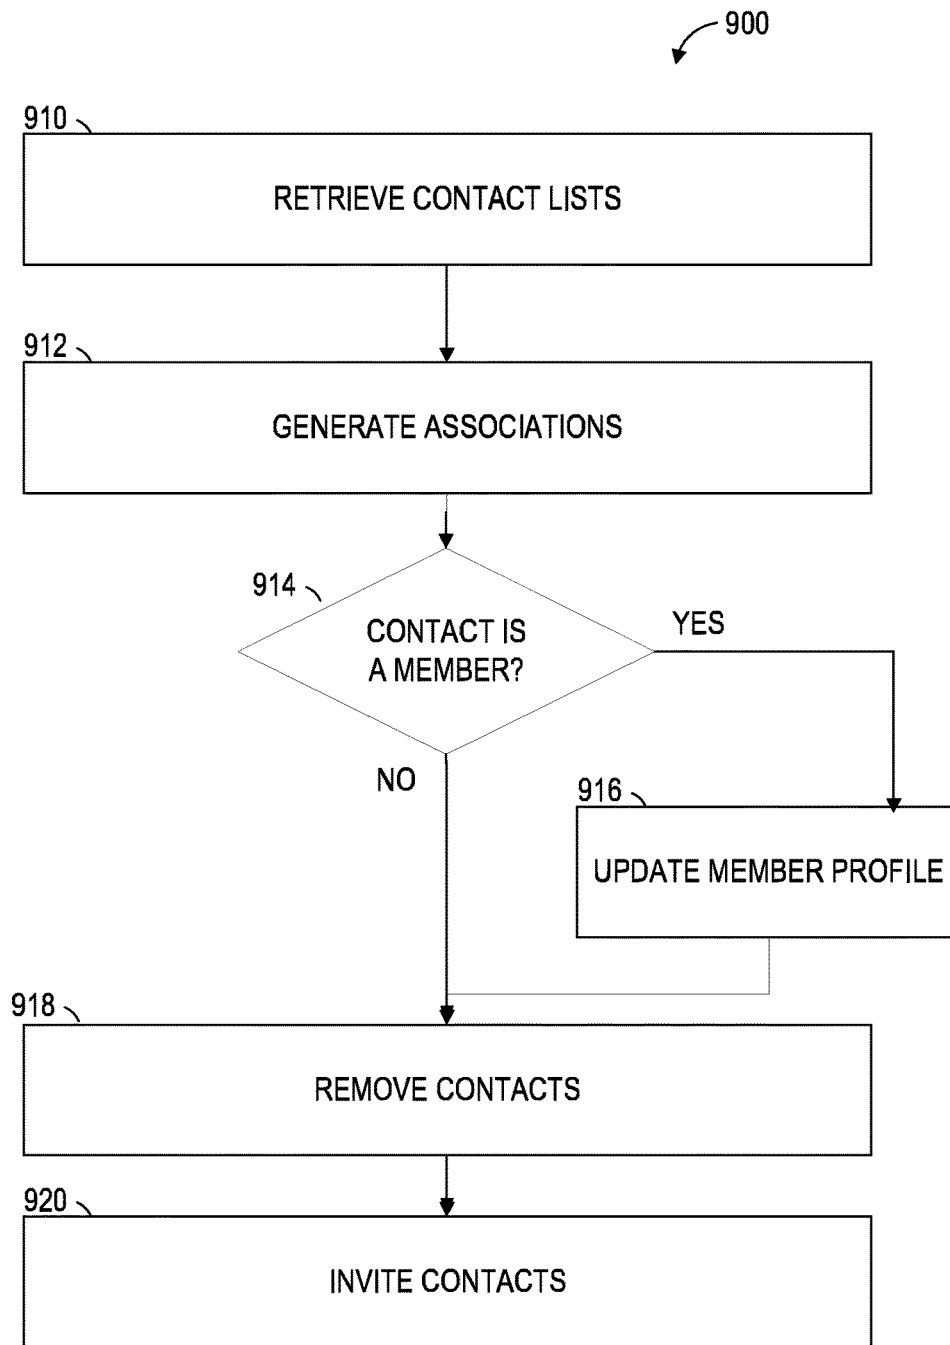 900
910
RETRIEVE CONTACT LISTS
912
GENERATE ASSOCIATIONS
914
CONTACT IS
A MEMBER?
YES
NO
916
UPDATE MEMBER PROFILE
918
REMOVE CONTACTS
920
INVITE CONTACTS